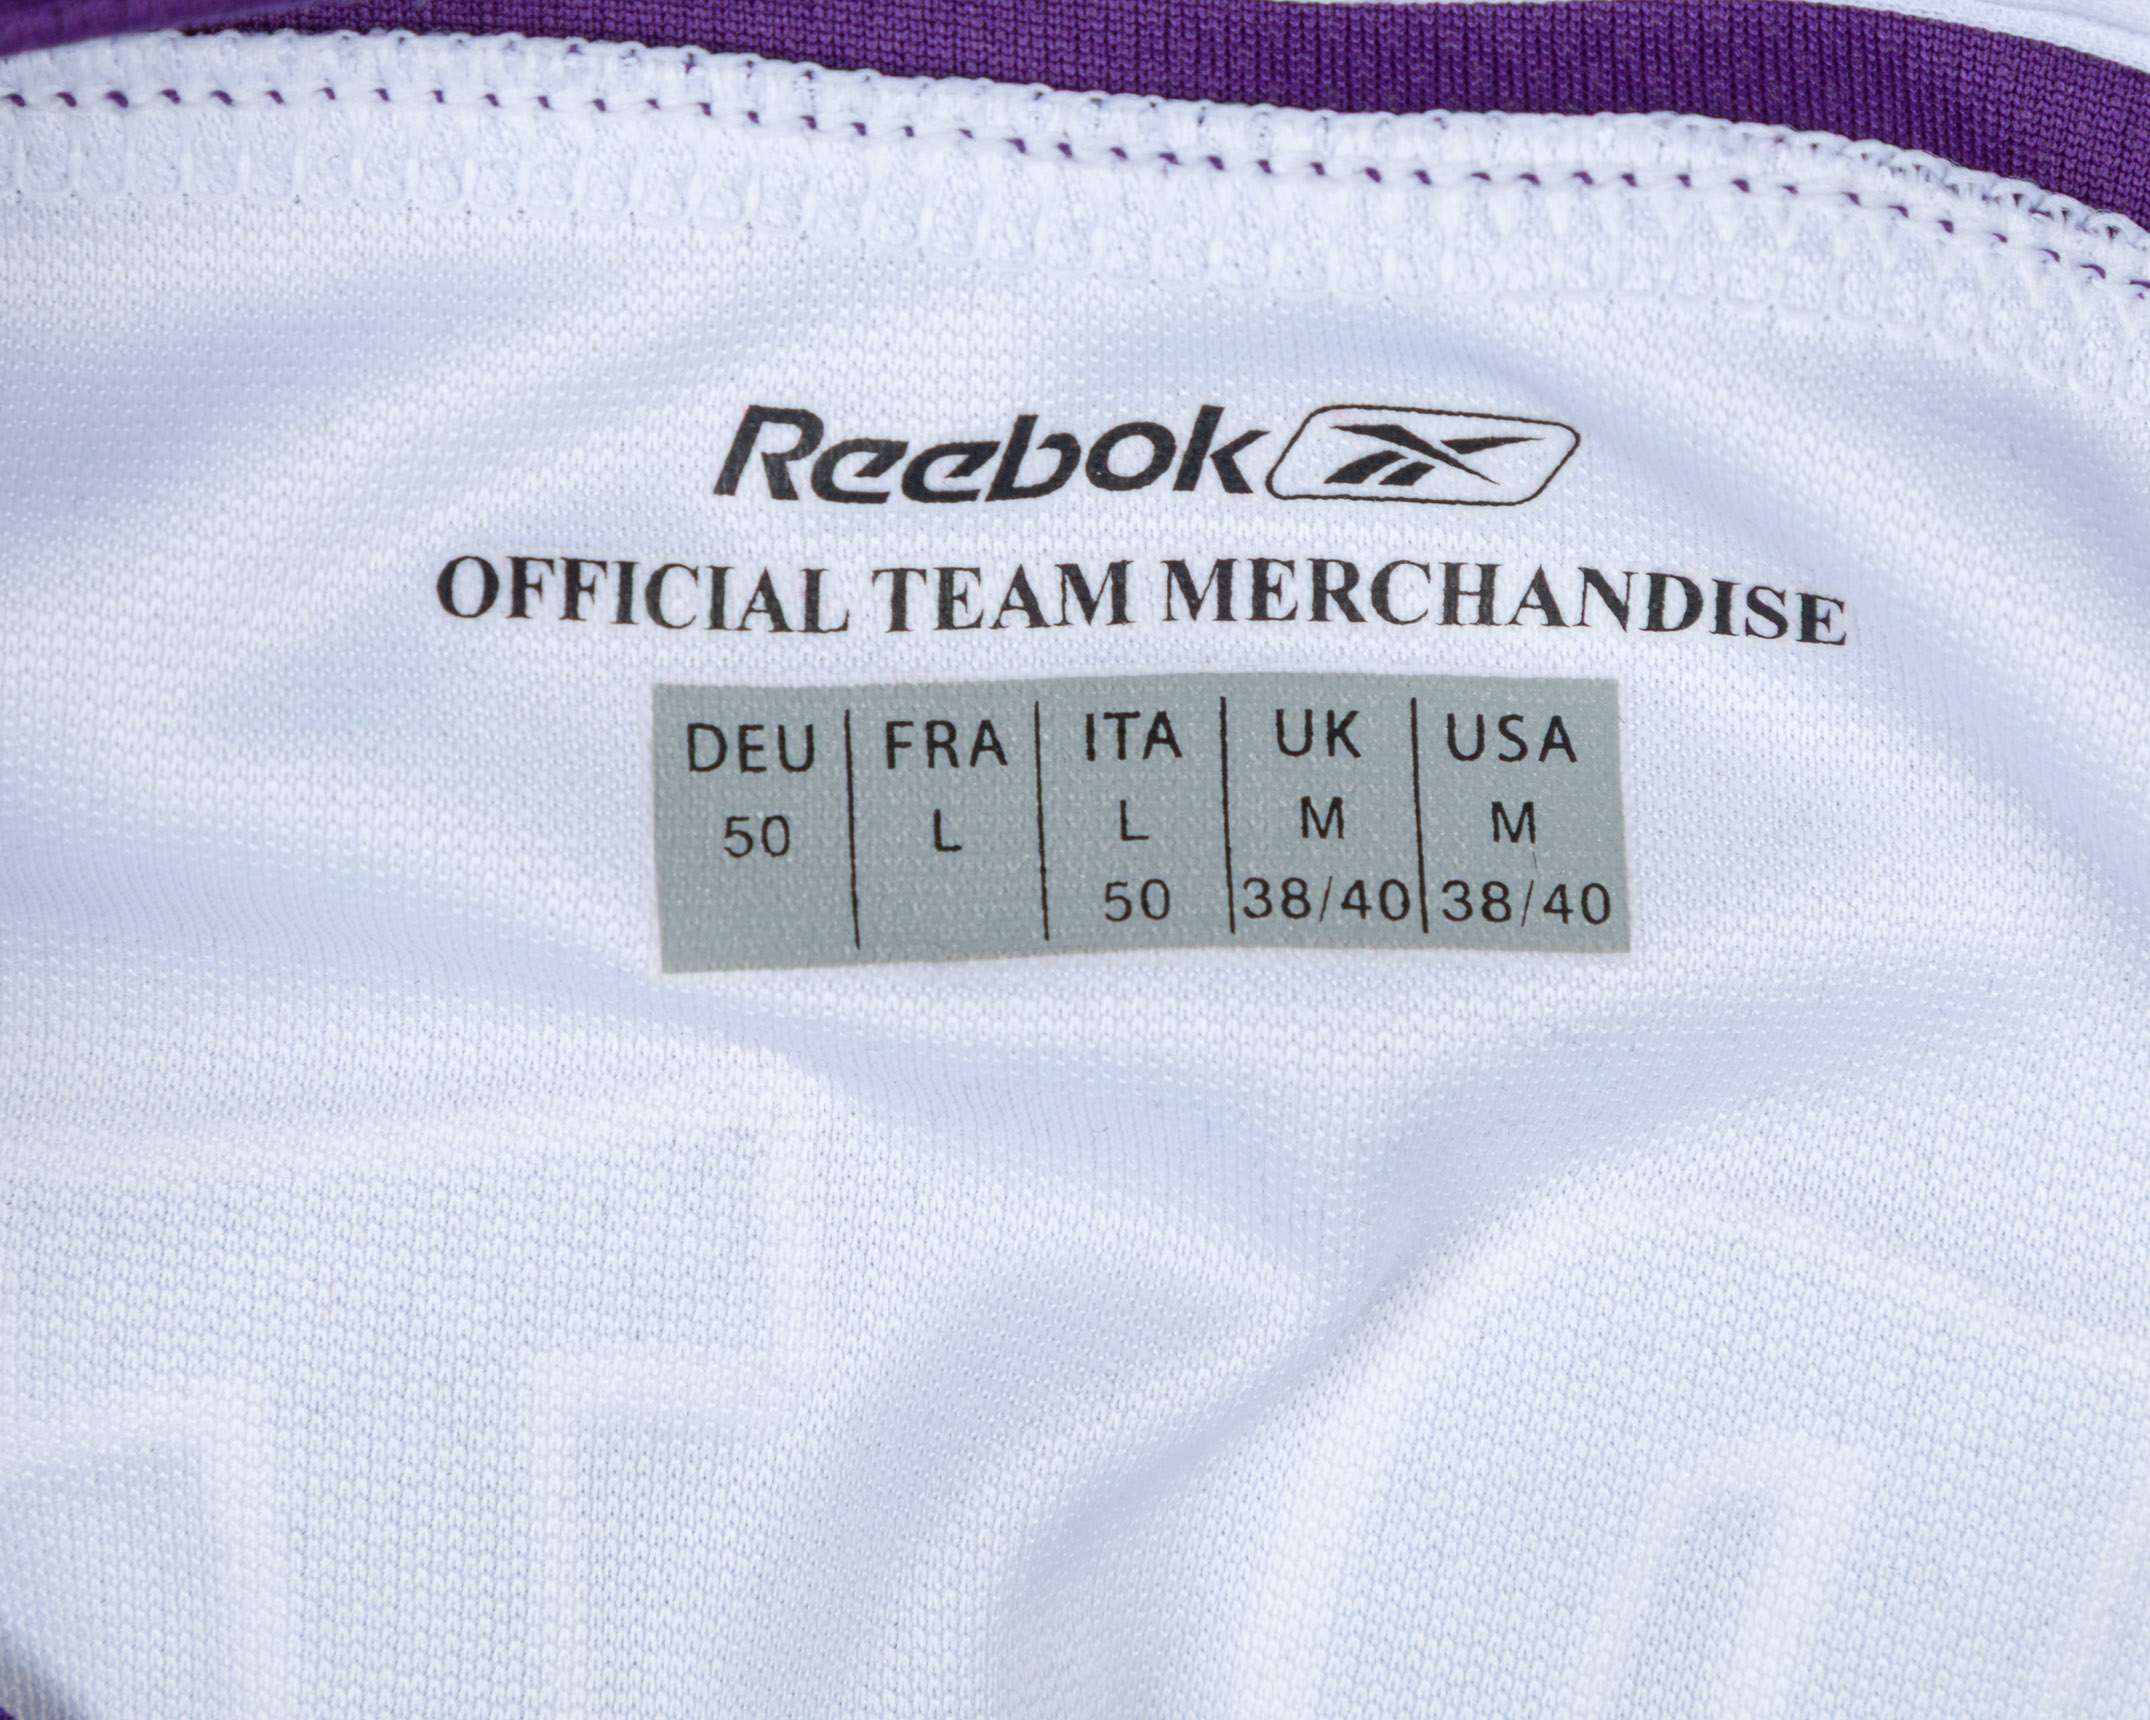 Reebok
OFFICIAL TEAM MERCHANDISE
DEU FRA ITA UK USA
50 L L M M
50 38/40 38/40